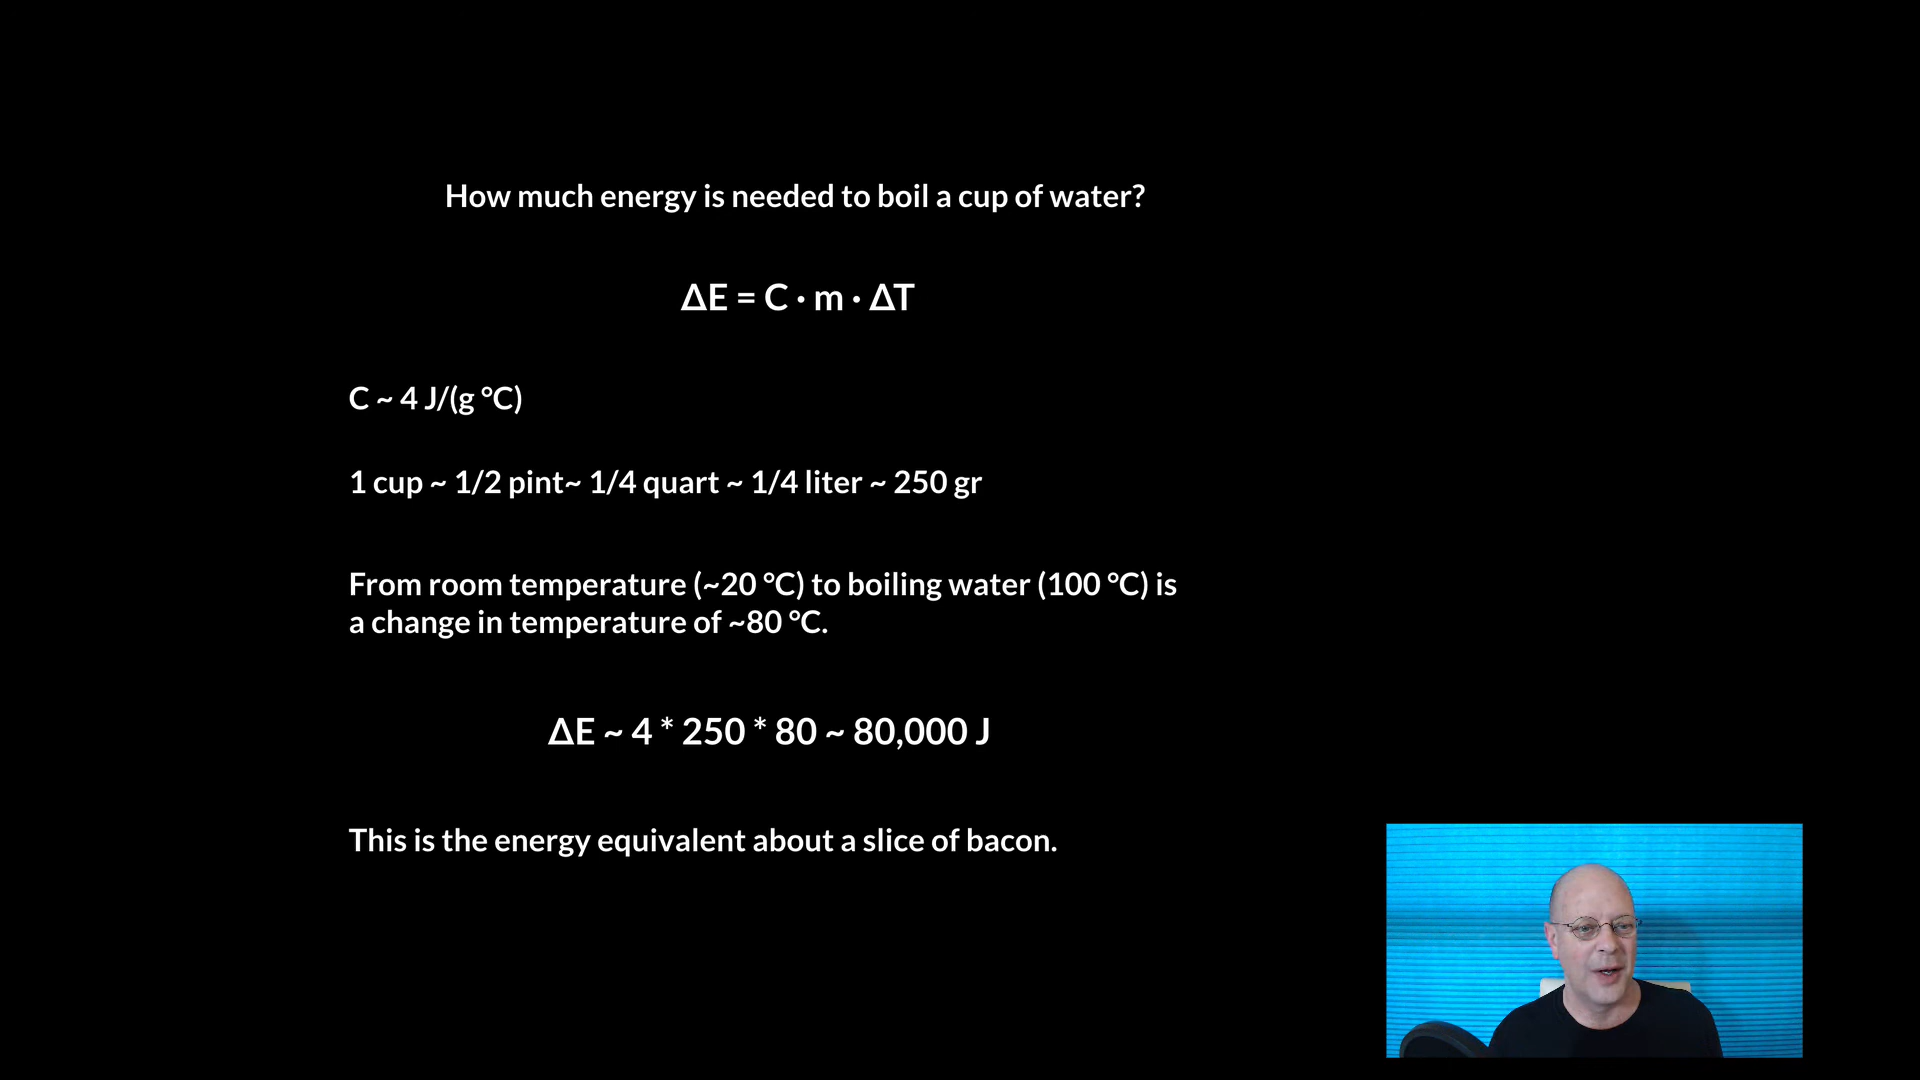 How much energy is needed to boil a cup of water?
ΔE = C · m · ΔT
C ~ 4 J/(g °C)
1 cup ~ 1/2 pint~ 1/4 quart ~ 1/4 liter ~ 250 gr
From room temperature (~20 °C) to boiling water (100 °C) is
a change in temperature of ~80 °C.
ΔE ~ 4 * 250 * 80 ~ 80,000 J
This is the energy equivalent about a slice of bacon.